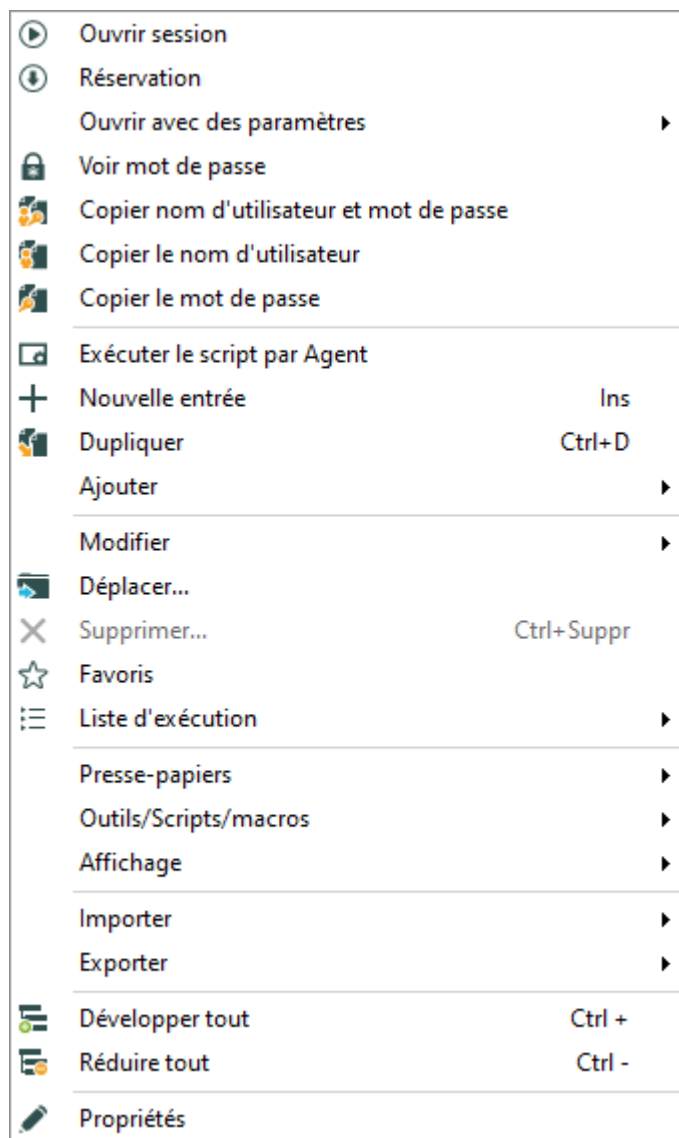 Ouvrir session
Réservation
Ouvrir avec des paramètres
Voir mot de passe
Copier nom d'utilisateur et mot de passe
Copier le nom d'utilisateur
Copier le mot de passe
Exécuter le script par Agent
Nouvelle entrée Ins
Dupliquer Ctrl+D
Ajouter
Modifier
Déplacer...
Supprimer... Ctrl+Suppr
Favoris
Liste d'exécution
Presse-papiers
Outils/Scripts/macros
Affichage
Importer
Exporter
Développer tout Ctrl +
Réduire tout Ctrl -
Propriétés